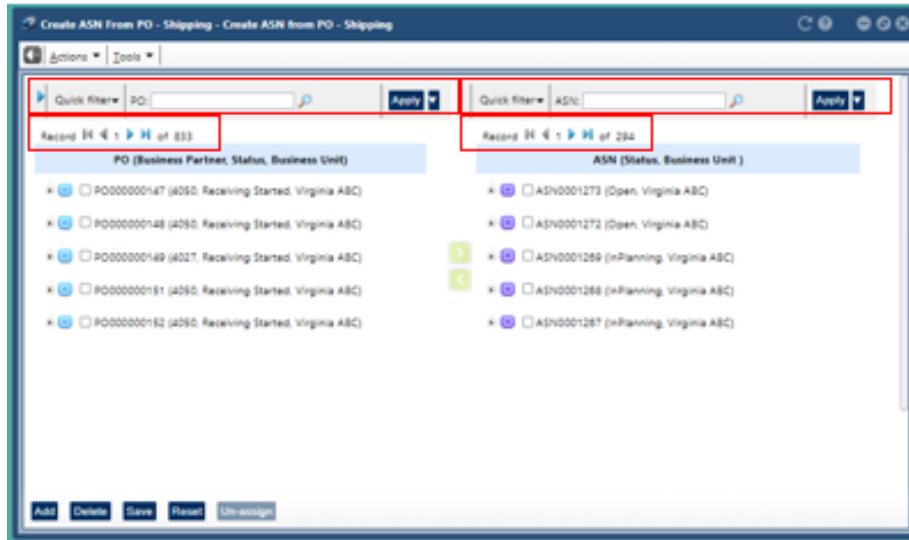 Create ASN From PO - Shipping - Create ASN from PO - Shipping
Actions Tools
Quick filter PO: Apply
Quick filter ASN: Apply
Record 1 of 833
Record 1 of 294
PO (Business Partner, Status, Business Unit)
PO000000147 (4050, Receiving Started, Virginia ABC)
PO000000148 (4050, Receiving Started, Virginia ABC)
PO000000149 (4027, Receiving Started, Virginia ABC)
PO000000151 (4050, Receiving Started, Virginia ABC)
PO000000152 (4050, Receiving Started, Virginia ABC)
ASN (Status, Business Unit )
ASN0001273 (Open, Virginia ABC)
ASN0001272 (Open, Virginia ABC)
ASN0001269 (InPlanning, Virginia ABC)
ASN0001268 (InPlanning, Virginia ABC)
ASN0001267 (InPlanning, Virginia ABC)
Add Delete Save Reset Un-assign